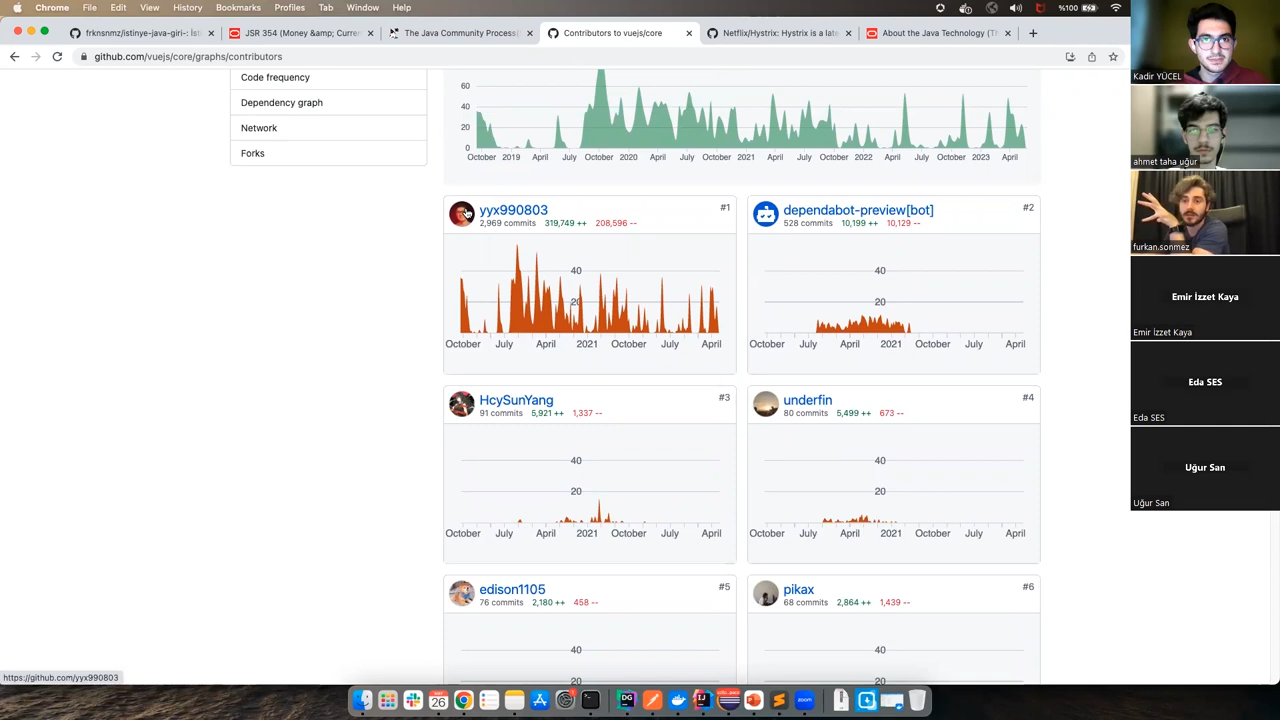 Chrome File Edit View History Bookmarks Profiles Tab Window Help %100
frknsnmz/istinye-java-giri-: İsti
JSR 354 (Money &amp; Curren
The Java Community Process(
Contributors to vuejs/core
Netflix/Hystrix: Hystrix is a late
About the Java Technology (Th
github.com/vuejs/core/graphs/contributors
Code frequency
Dependency graph
Network
Forks
60
40
20
0
October 2019 April July October 2020 April July October 2021 April July October 2022 April July October 2023 April
yyx990803 #1
2,969 commits 319,749 ++ 208,596 --
40
20
October July April 2021 October July April
dependabot-preview[bot] #2
528 commits 10,199 ++ 10,129 --
40
20
October July April 2021 October July April
HcySunYang #3
91 commits 5,921 ++ 1,337 --
40
20
October July April 2021 October July April
underfin #4
80 commits 5,499 ++ 673 --
40
20
October July April 2021 October July April
edison1105 #5
76 commits 2,180 ++ 458 --
40
20
pikax #6
68 commits 2,864 ++ 1,439 --
40
20
https://github.com/yyx990803
Kadir YÜCEL
ahmet taha uğur
furkan.sonmez
Emir İzzet Kaya
Emir İzzet Kaya
Eda SES
Eda SES
Uğur San
Uğur San
26
DG
IJ
zoom